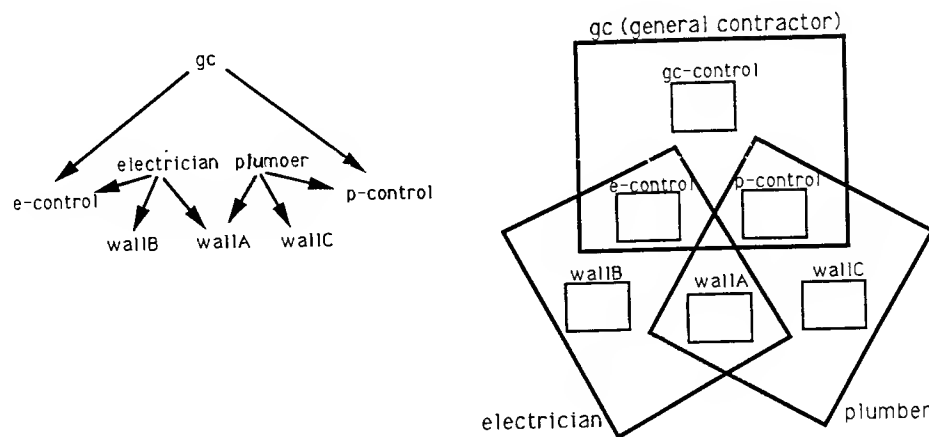 gc
electrician plumoer
e-control
p-control
wallB wallA wallC
gc (general contractor)
gc-control
e-control p-control
wallB wallA wallC
electrician
plumber